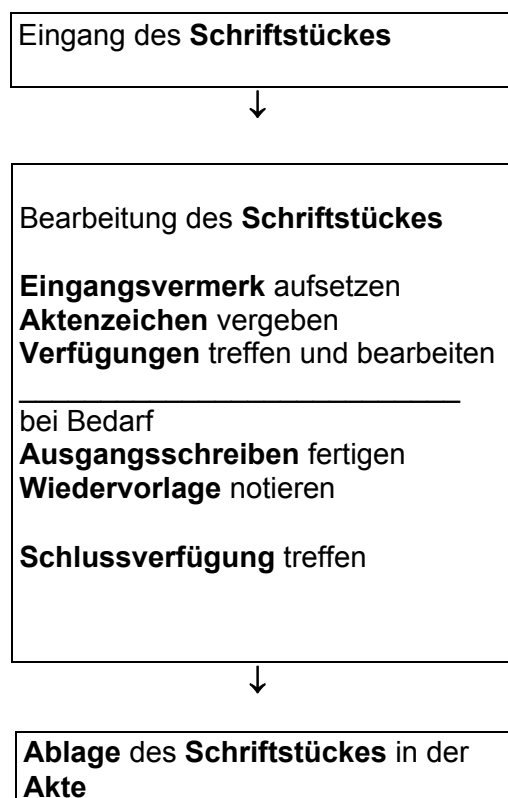 Eingang des Schriftstückes
↓
Bearbeitung des Schriftstückes
Eingangsvermerk aufsetzen
Aktenzeichen vergeben
Verfügungen treffen und bearbeiten
____________________________
bei Bedarf
Ausgangsschreiben fertigen
Wiedervorlage notieren
Schlussverfügung treffen
↓
Ablage des Schriftstückes in der
Akte